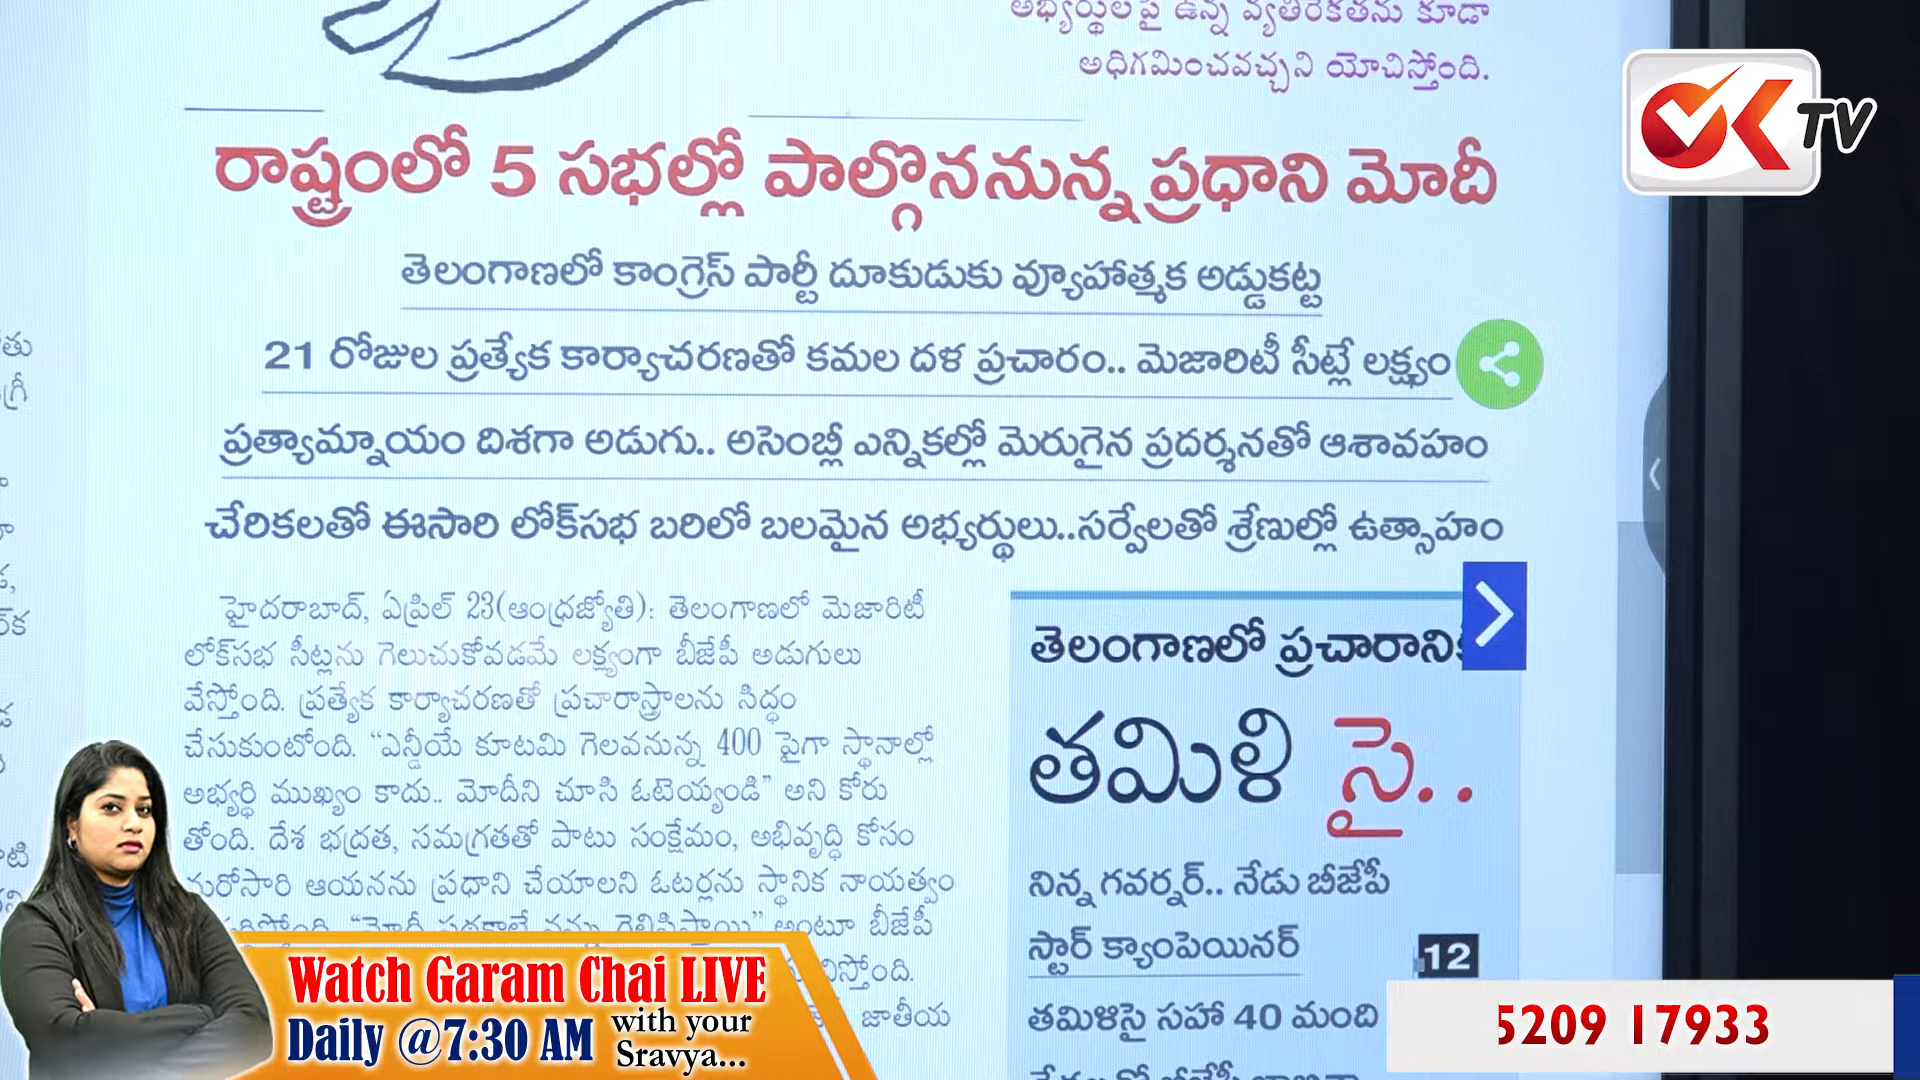 అభ్యర్థులపై ఉన్న వ్యతిరేకతను కూడా
అధిగమించవచ్చని యోచిస్తోంది.
రాష్ట్రంలో 5 సభల్లో పాల్గొననున్న ప్రధాని మోదీ
తెలంగాణలో కాంగ్రెస్ పార్టీ దూకుడుకు వ్యూహాత్మక అడ్డుకట్ట
21 రోజుల ప్రత్యేక కార్యాచరణతో కమల దళ ప్రచారం.. మెజారిటీ సీట్లే లక్ష్యం
ప్రత్యామ్నాయం దిశగా అడుగు.. అసెంబ్లీ ఎన్నికల్లో మెరుగైన ప్రదర్శనతో ఆశావహం
చేరికలతో ఈసారి లోక్‌సభ బరిలో బలమైన అభ్యర్థులు..సర్వేలతో శ్రేణుల్లో ఉత్సాహం
హైదరాబాద్, ఏప్రిల్ 23(ఆంధ్రజ్యోతి): తెలంగాణలో మెజారిటీ
లోక్‌సభ సీట్లను గెలుచుకోవడమే లక్ష్యంగా బీజేపీ అడుగులు
వేస్తోంది. ప్రత్యేక కార్యాచరణతో ప్రచారాస్త్రాలను సిద్ధం
చేసుకుంటోంది. “ఎన్డీయే కూటమి గెలవనున్న 400 పైగా స్థానాల్లో
అభ్యర్థి ముఖ్యం కాదు.. మోదీని చూసి ఓటెయ్యండి” అని కోరు
తోంది. దేశ భద్రత, సమగ్రతతో పాటు సంక్షేమం, అభివృద్ధి కోసం
మరోసారి ఆయనను ప్రధాని చేయాలని ఓటర్లను స్థానిక నాయత్వం
“మోదీ పథకాలే నన్ను గెలిపిస్తాయి” అంటూ బీజేపీ
జాతీయ
తెలంగాణలో ప్రచారాని
తమిళి సై..
నిన్న గవర్నర్.. నేడు బీజేపీ
స్టార్ క్యాంపెయినర్
12
తమిళిసై సహా 40 మంది
OK TV
Watch Garam Chai LIVE
Daily @7:30 AM with your Sravya...
5209 17933